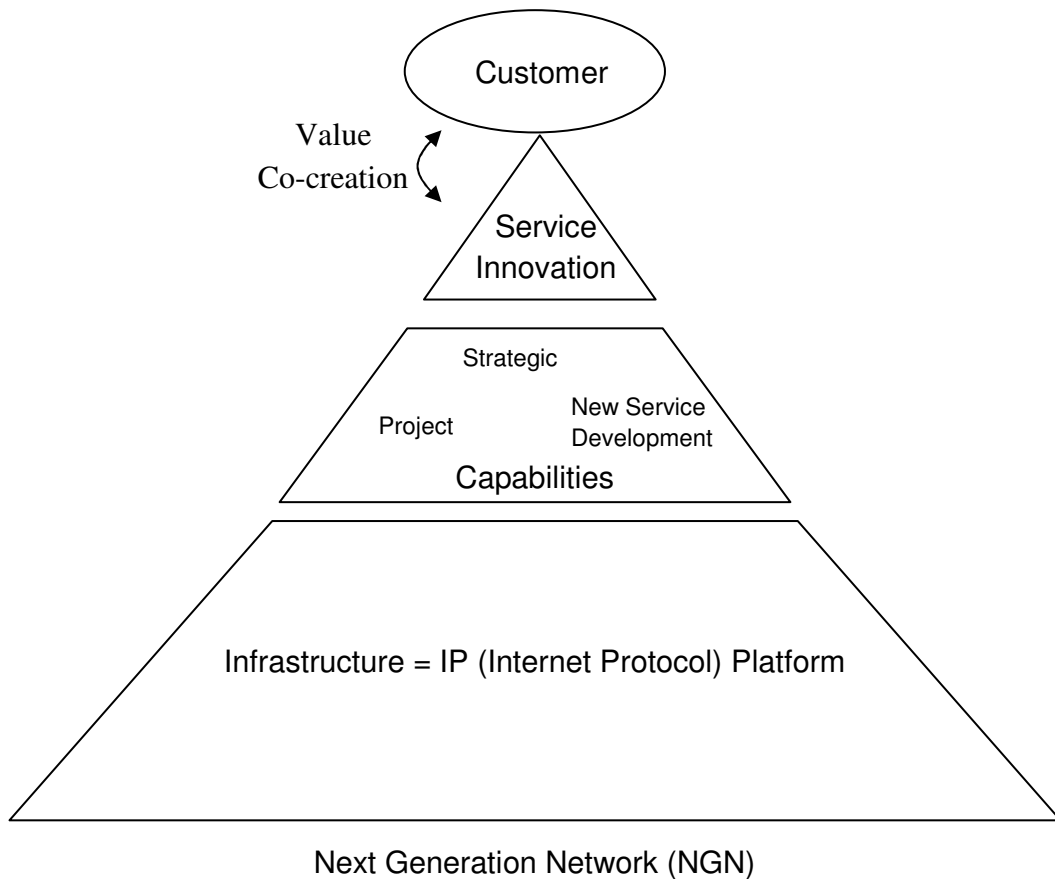 Customer
Value
Co-creation
Service
Innovation
Strategic
Project
New Service
Development
Capabilities
Infrastructure = IP (Internet Protocol) Platform
Next Generation Network (NGN)